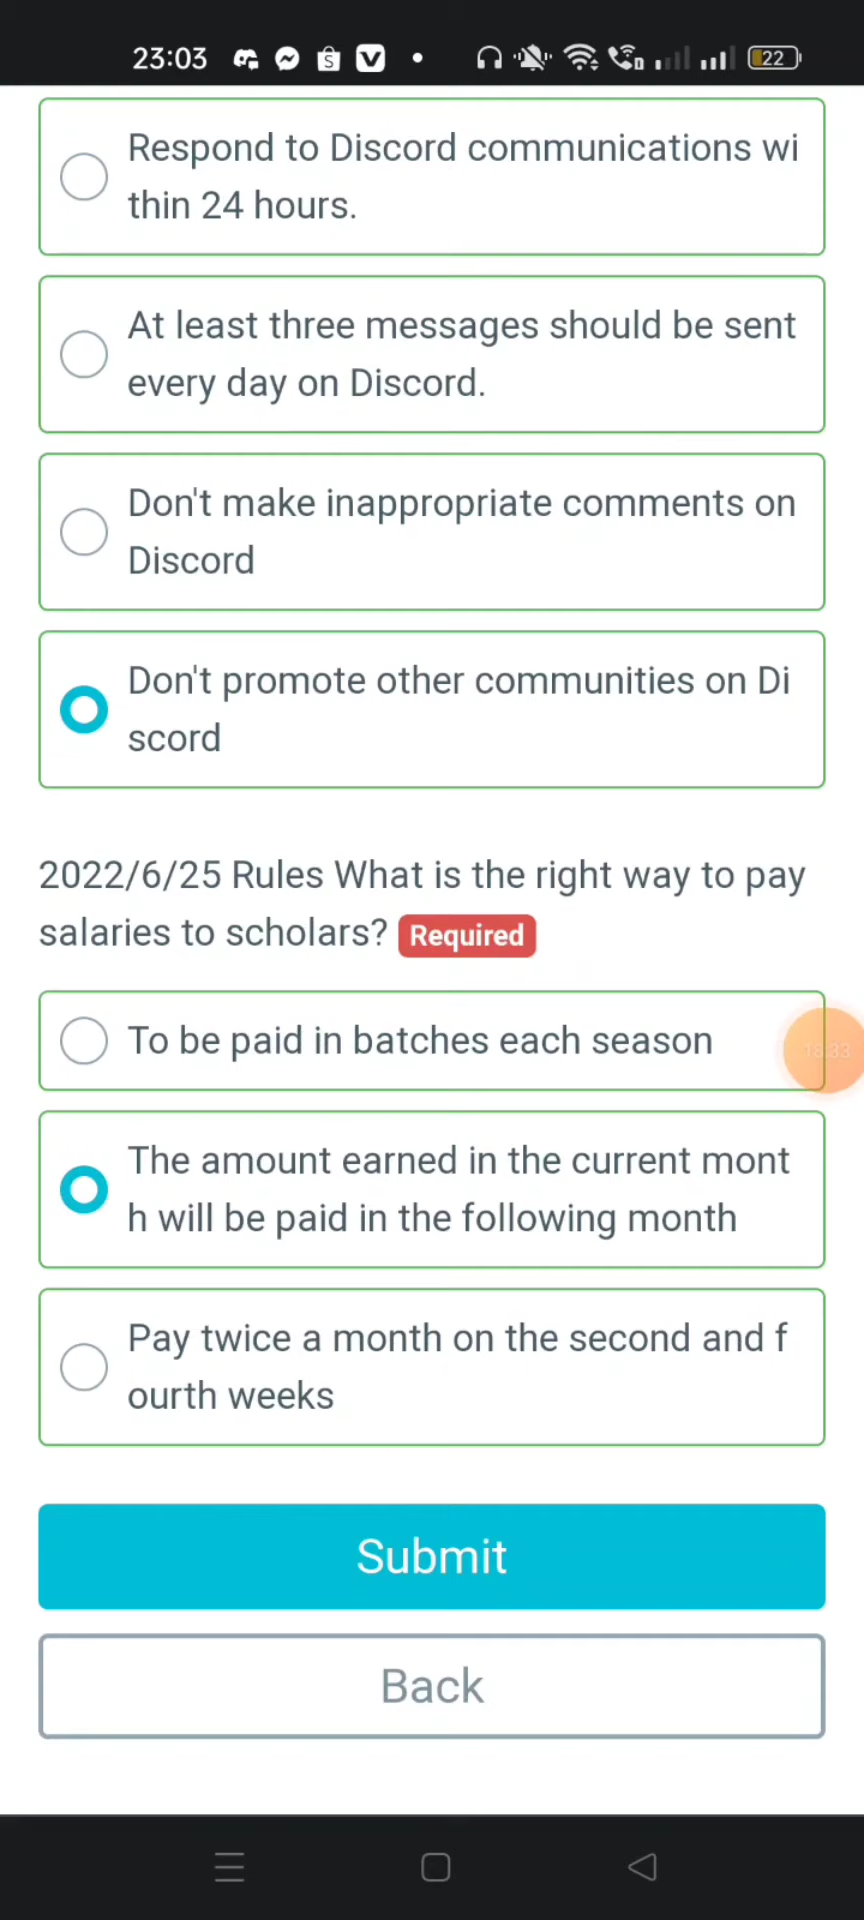 23:03
22
Respond to Discord communications wi
thin 24 hours.
At least three messages should be sent
every day on Discord.
Don't make inappropriate comments on
Discord
Don't promote other communities on Di
scord
2022/6/25 Rules What is the right way to pay
salaries to scholars? Required
To be paid in batches each season
18:33
The amount earned in the current mont
h will be paid in the following month
Pay twice a month on the second and f
ourth weeks
Submit
Back